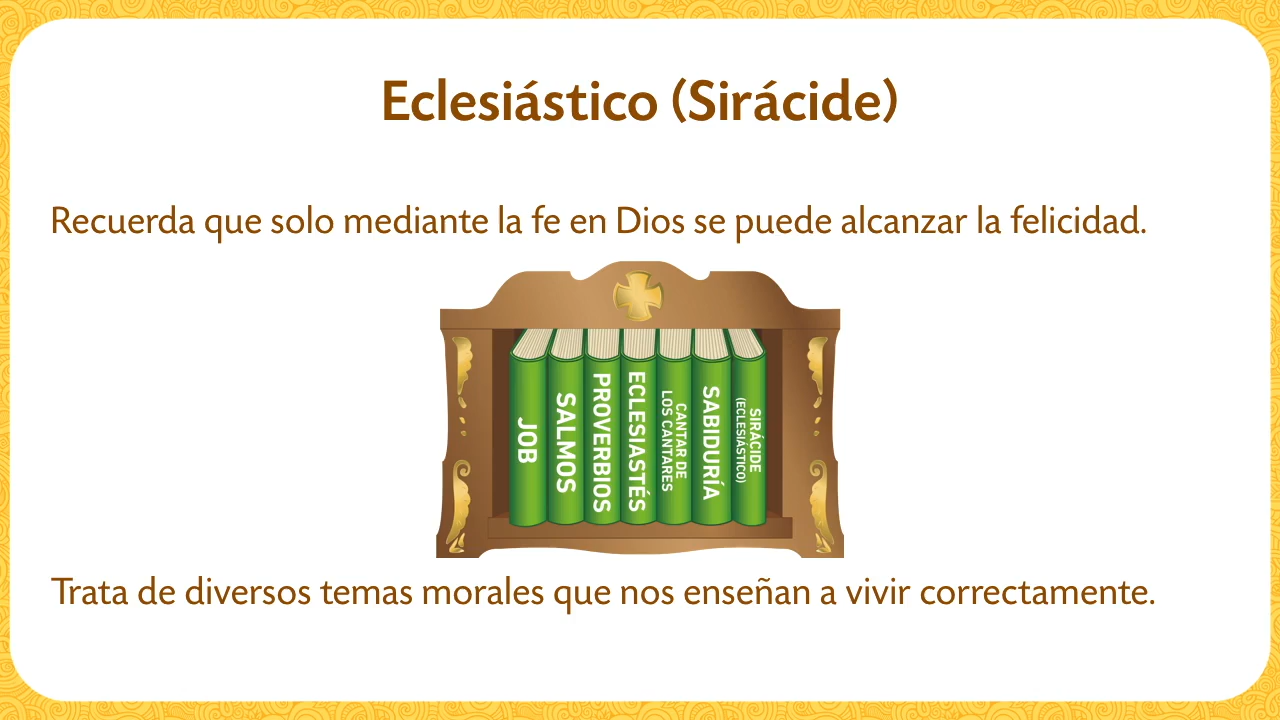 Eclesiástico (Sirácide)
Recuerda que solo mediante la fe en Dios se puede alcanzar la felicidad.
JOB
SALMOS
PROVERBIOS
ECLESIASTÉS
CANTAR DE
LOS CANTARES
SABIDURÍA
SIRÁCIDE
(ECLESIÁSTICO)
Trata de diversos temas morales que nos enseñan a vivir correctamente.